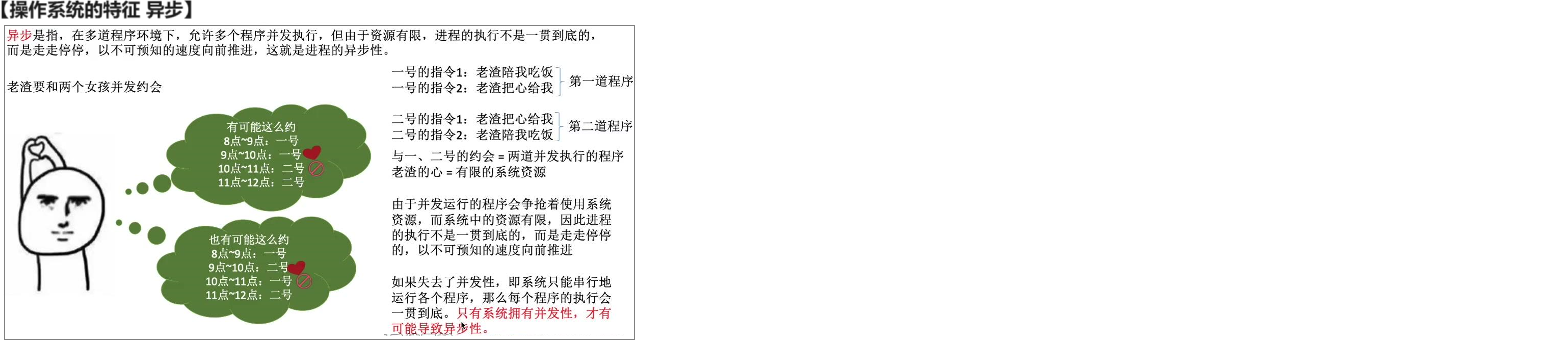 【操作系统的特征 异步】
异步是指，在多道程序环境下，允许多个程序并发执行，但由于资源有限，进程的执行不是一贯到底的，
而是走走停停，以不可预知的速度向前推进，这就是进程的异步性。
老渣要和两个女孩并发约会
有可能这么约
8点~9点：一号
9点~10点：一号
10点~11点：二号
11点~12点：二号
也有可能这么约
8点~9点：一号
9点~10点：二号
10点~11点：一号
11点~12点：二号
一号的指令1：老渣陪我吃饭
一号的指令2：老渣把心给我
第一道程序
二号的指令1：老渣把心给我
二号的指令2：老渣陪我吃饭
第二道程序
与一、二号的约会 = 两道并发执行的程序
老渣的心 = 有限的系统资源
由于并发运行的程序会争抢着使用系统
资源，而系统中的资源有限，因此进程
的执行不是一贯到底的，而是走走停停
的，以不可预知的速度向前推进
如果失去了并发性，即系统只能串行地
运行各个程序，那么每个程序的执行会
一贯到底。只有系统拥有并发性，才有
可能导致异步性。